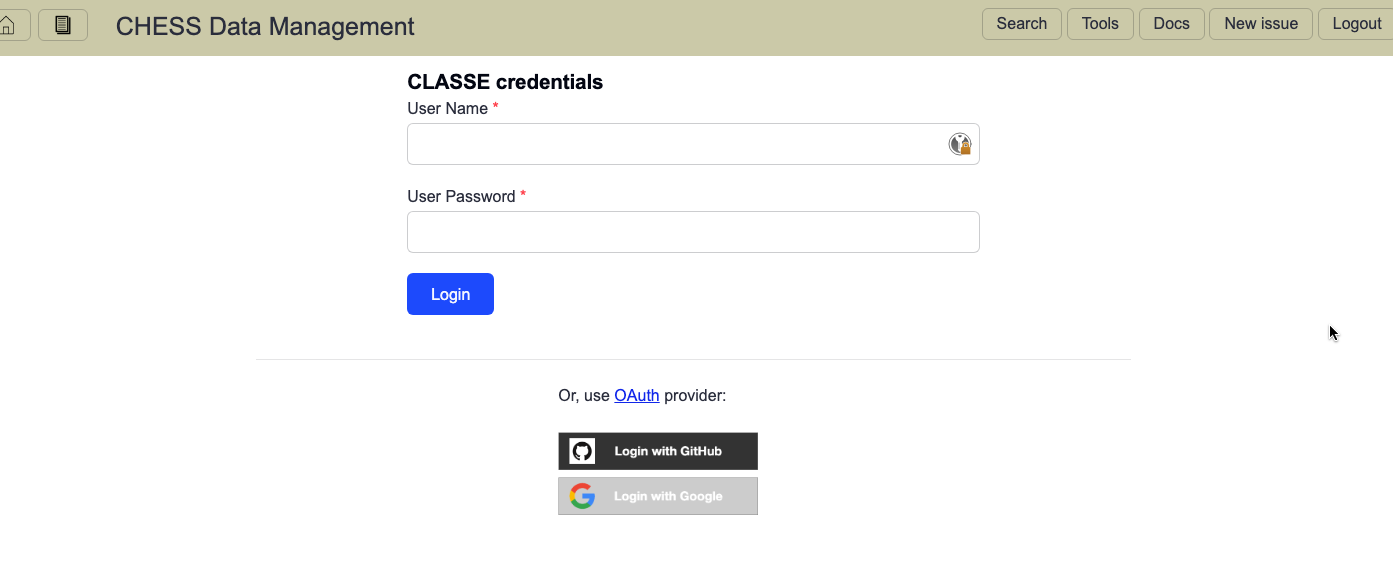 CHESS Data Management
Search Tools Docs New issue Logout
CLASSE credentials
User Name *
User Password *
Login
Or, use OAuth provider:
Login with GitHub
Login with Google